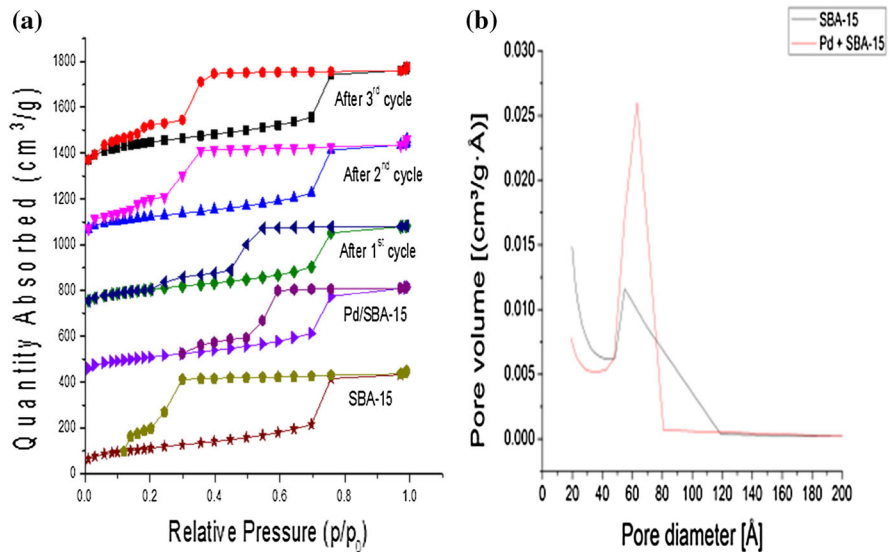 (a)
Quantity Absorbed (cm³/g)
1800
1600
1400
1200
1000
800
600
400
200
0
After 3rd cycle
After 2nd cycle
After 1st cycle
Pd/SBA-15
SBA-15
0.0 0.2 0.4 0.6 0.8 1.0
Relative Pressure (p/p0)
(b)
SBA-15
Pd + SBA-15
Pore volume [(cm³/g·Å)]
0.030
0.025
0.020
0.015
0.010
0.005
0.000
0 20 40 60 80 100 120 140 160 180 200
Pore diameter [Å]